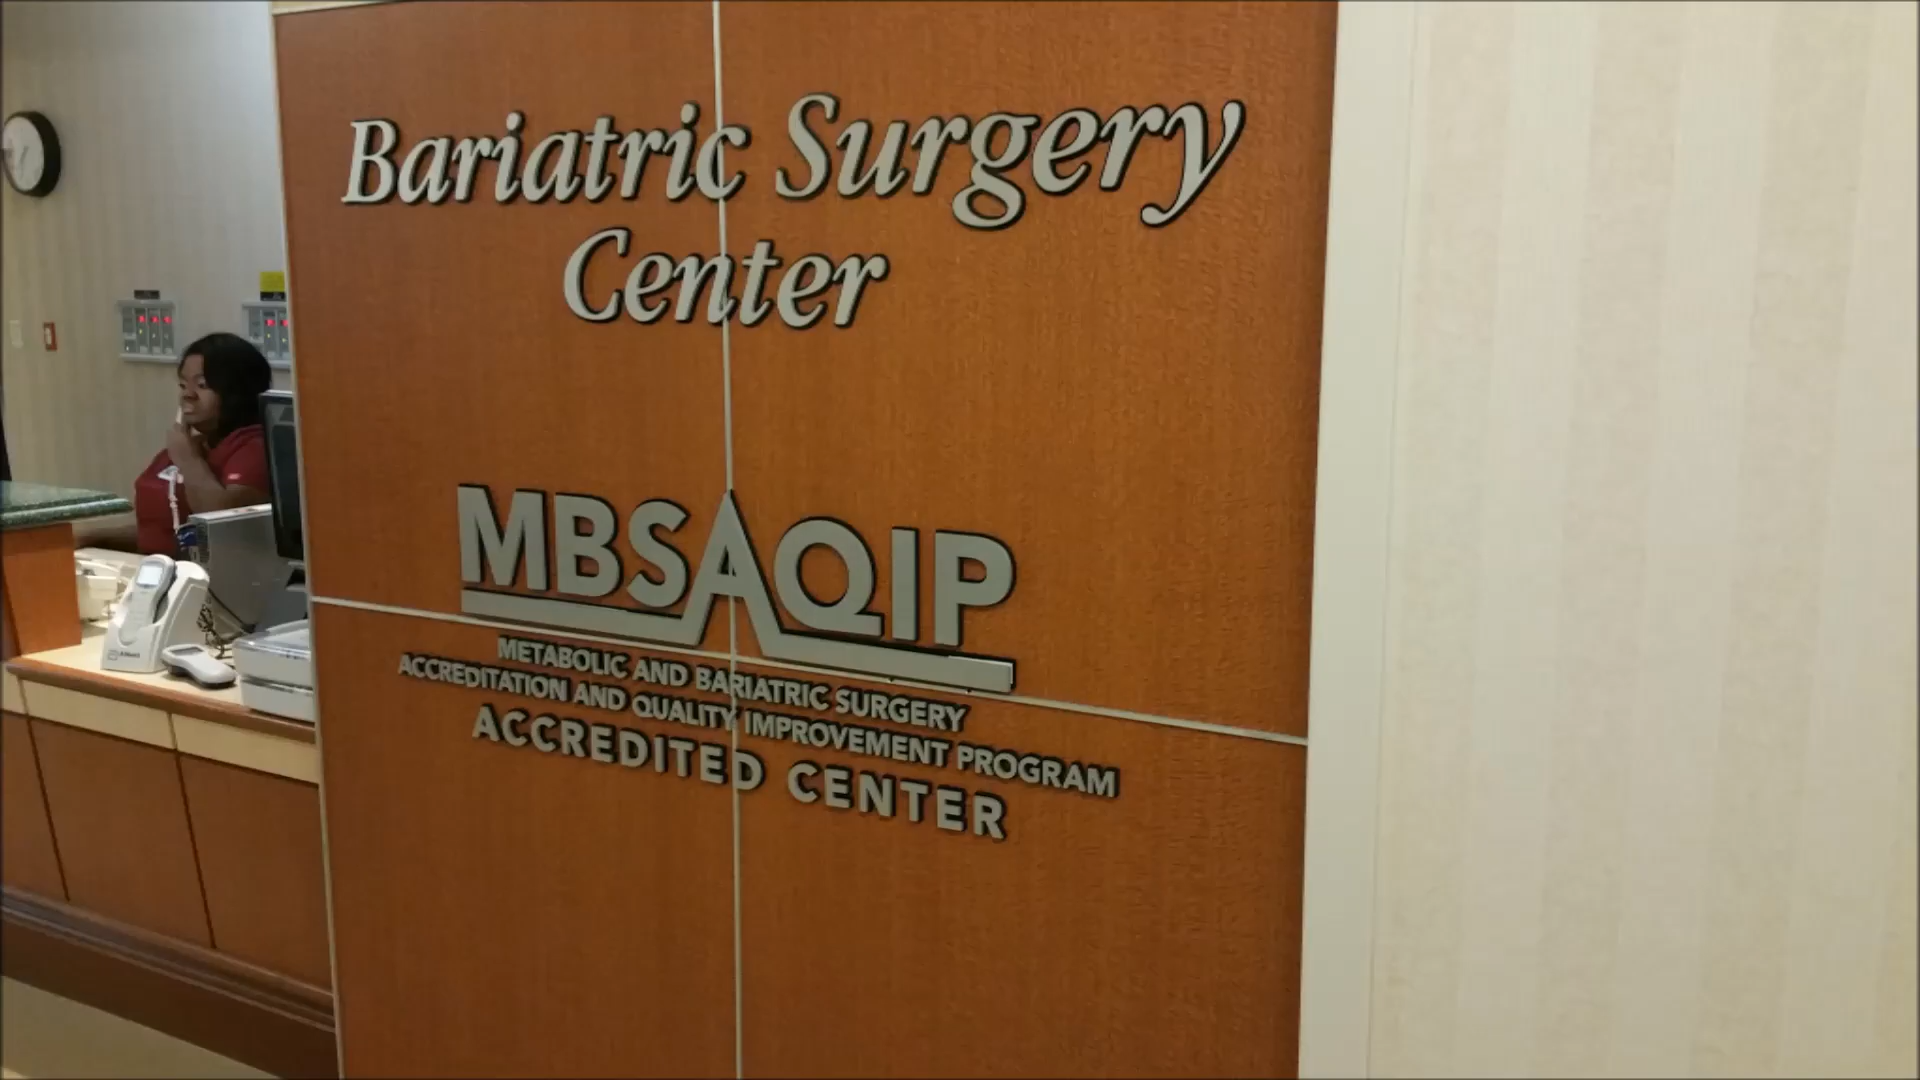 Bariatric Surgery
Center
MBSAQIP
METABOLIC AND BARIATRIC SURGERY
ACCREDITATION AND QUALITY IMPROVEMENT PROGRAM
ACCREDITED CENTER